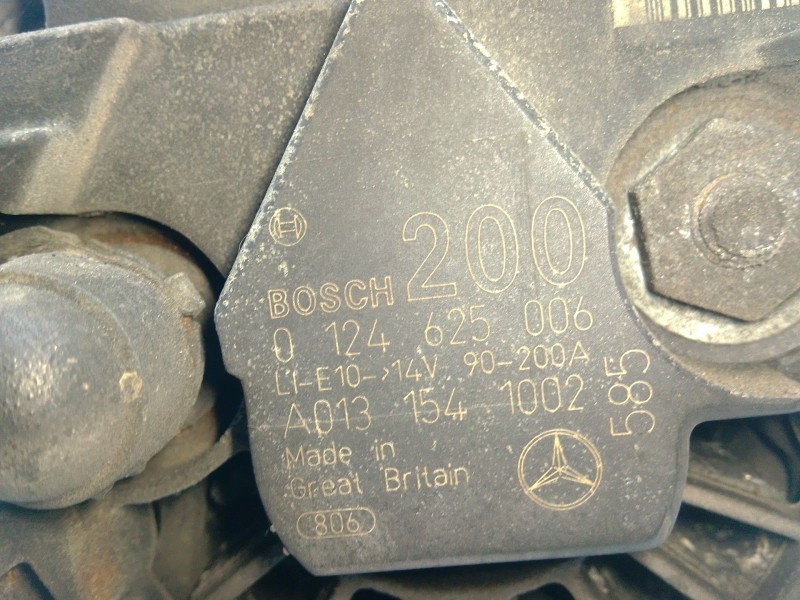 200
BOSCH
0 124 625 006
LI-E10->14V 90-200A
A013 154 1002
585
Made in
Great Britain
806